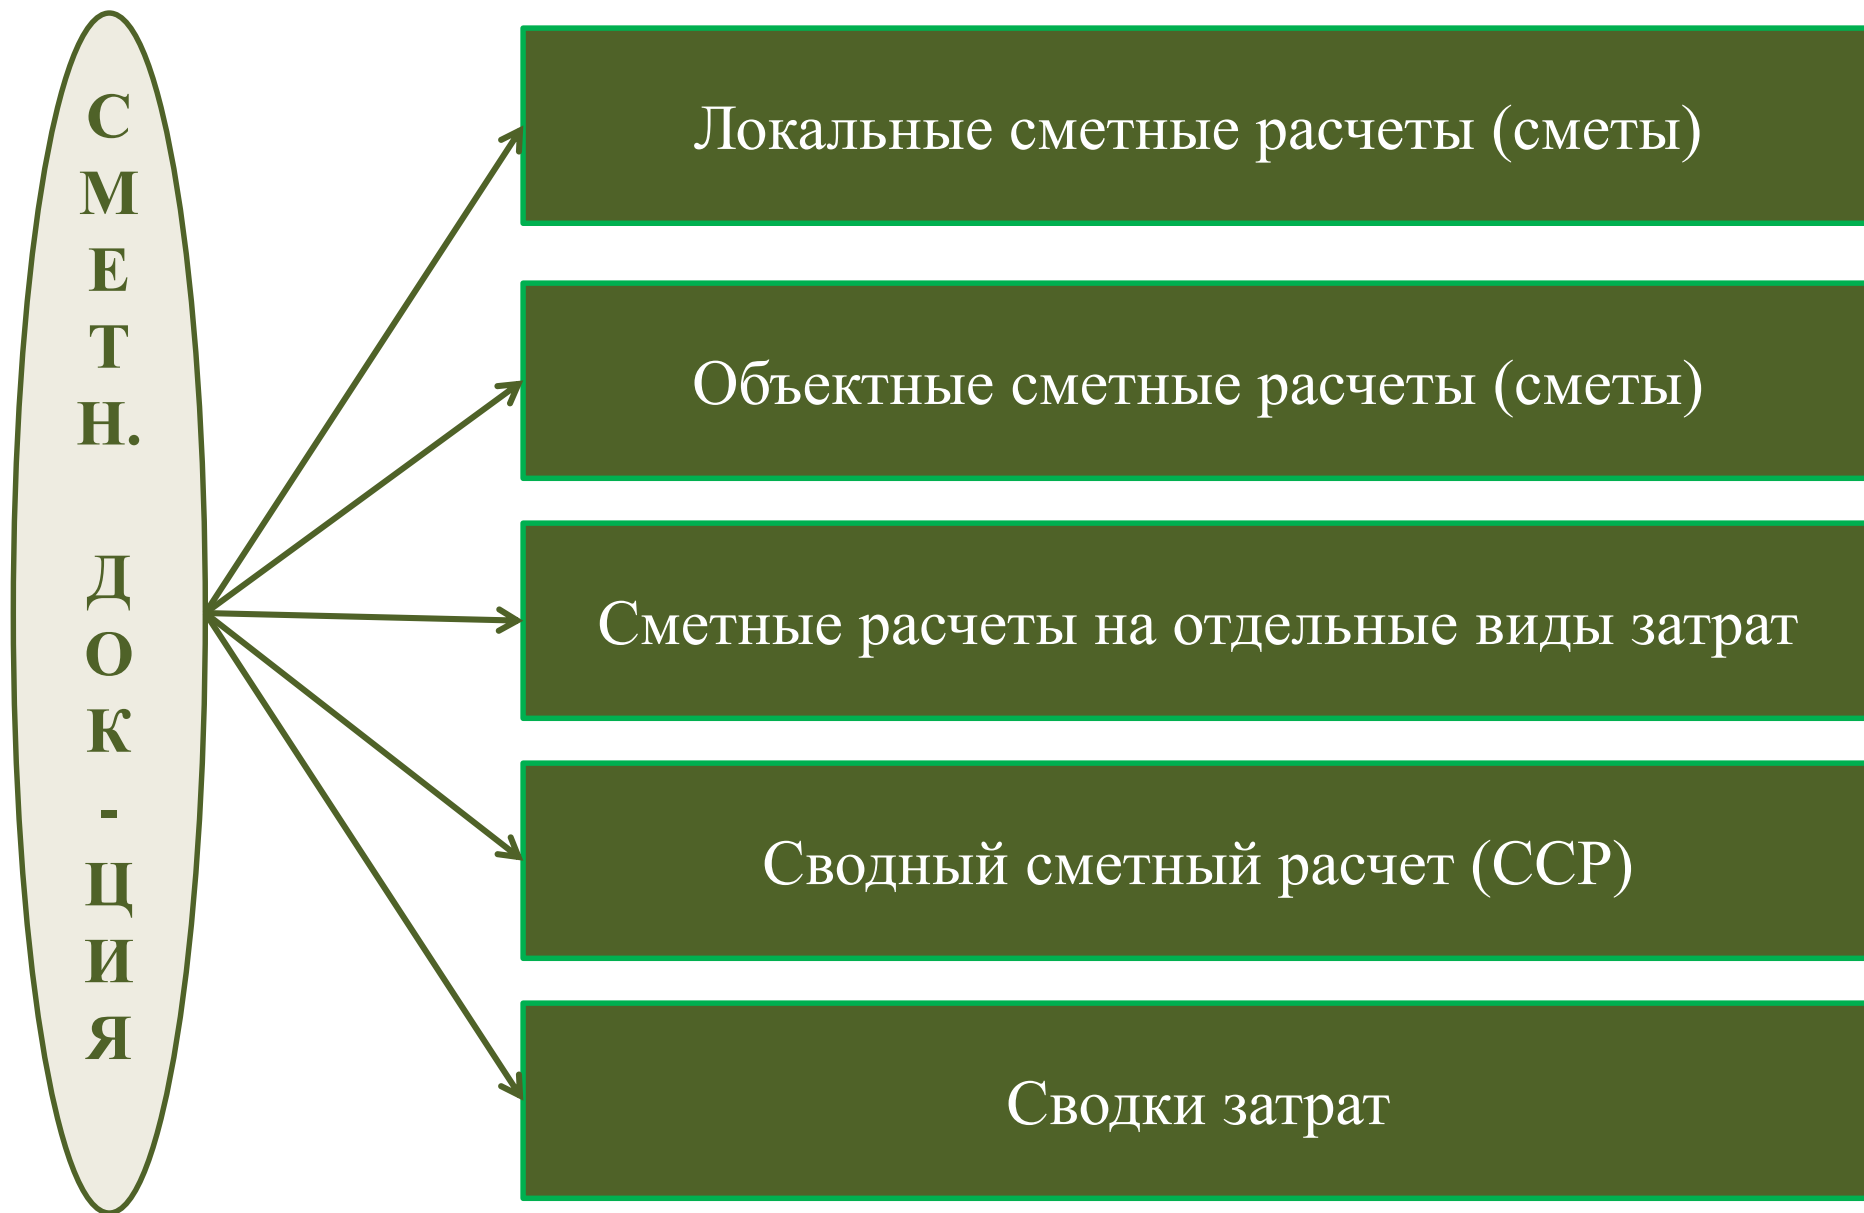 С
М
Е
Т
Н.
Д
О
К
-
Ц
И
Я
Локальные сметные расчеты (сметы)
Объектные сметные расчеты (сметы)
Сметные расчеты на отдельные виды затрат
Сводный сметный расчет (ССР)
Сводки затрат